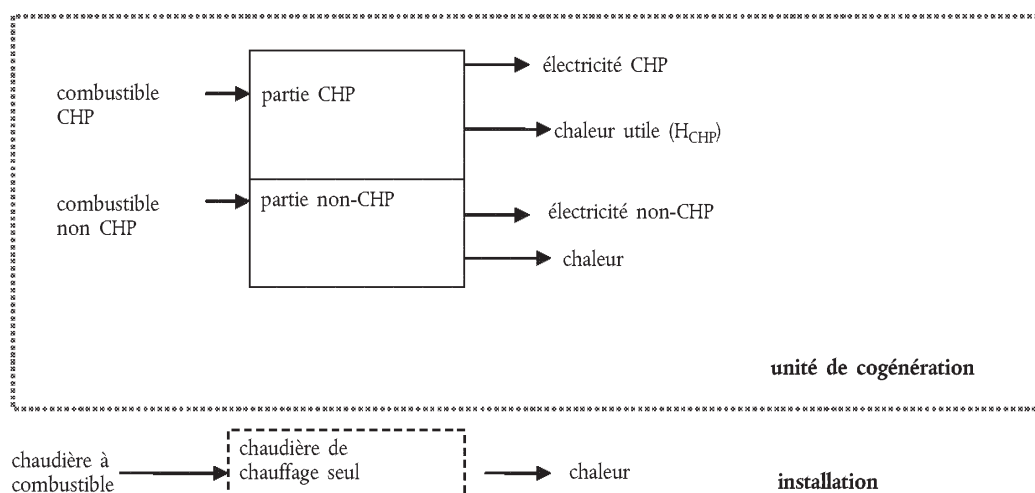 combustible
CHP
partie CHP
électricité CHP
chaleur utile (HCHP)
combustible
non CHP
partie non-CHP
électricité non-CHP
chaleur
unité de cogénération
chaudière à
combustible
chaudière de
chauffage seul
chaleur
installation